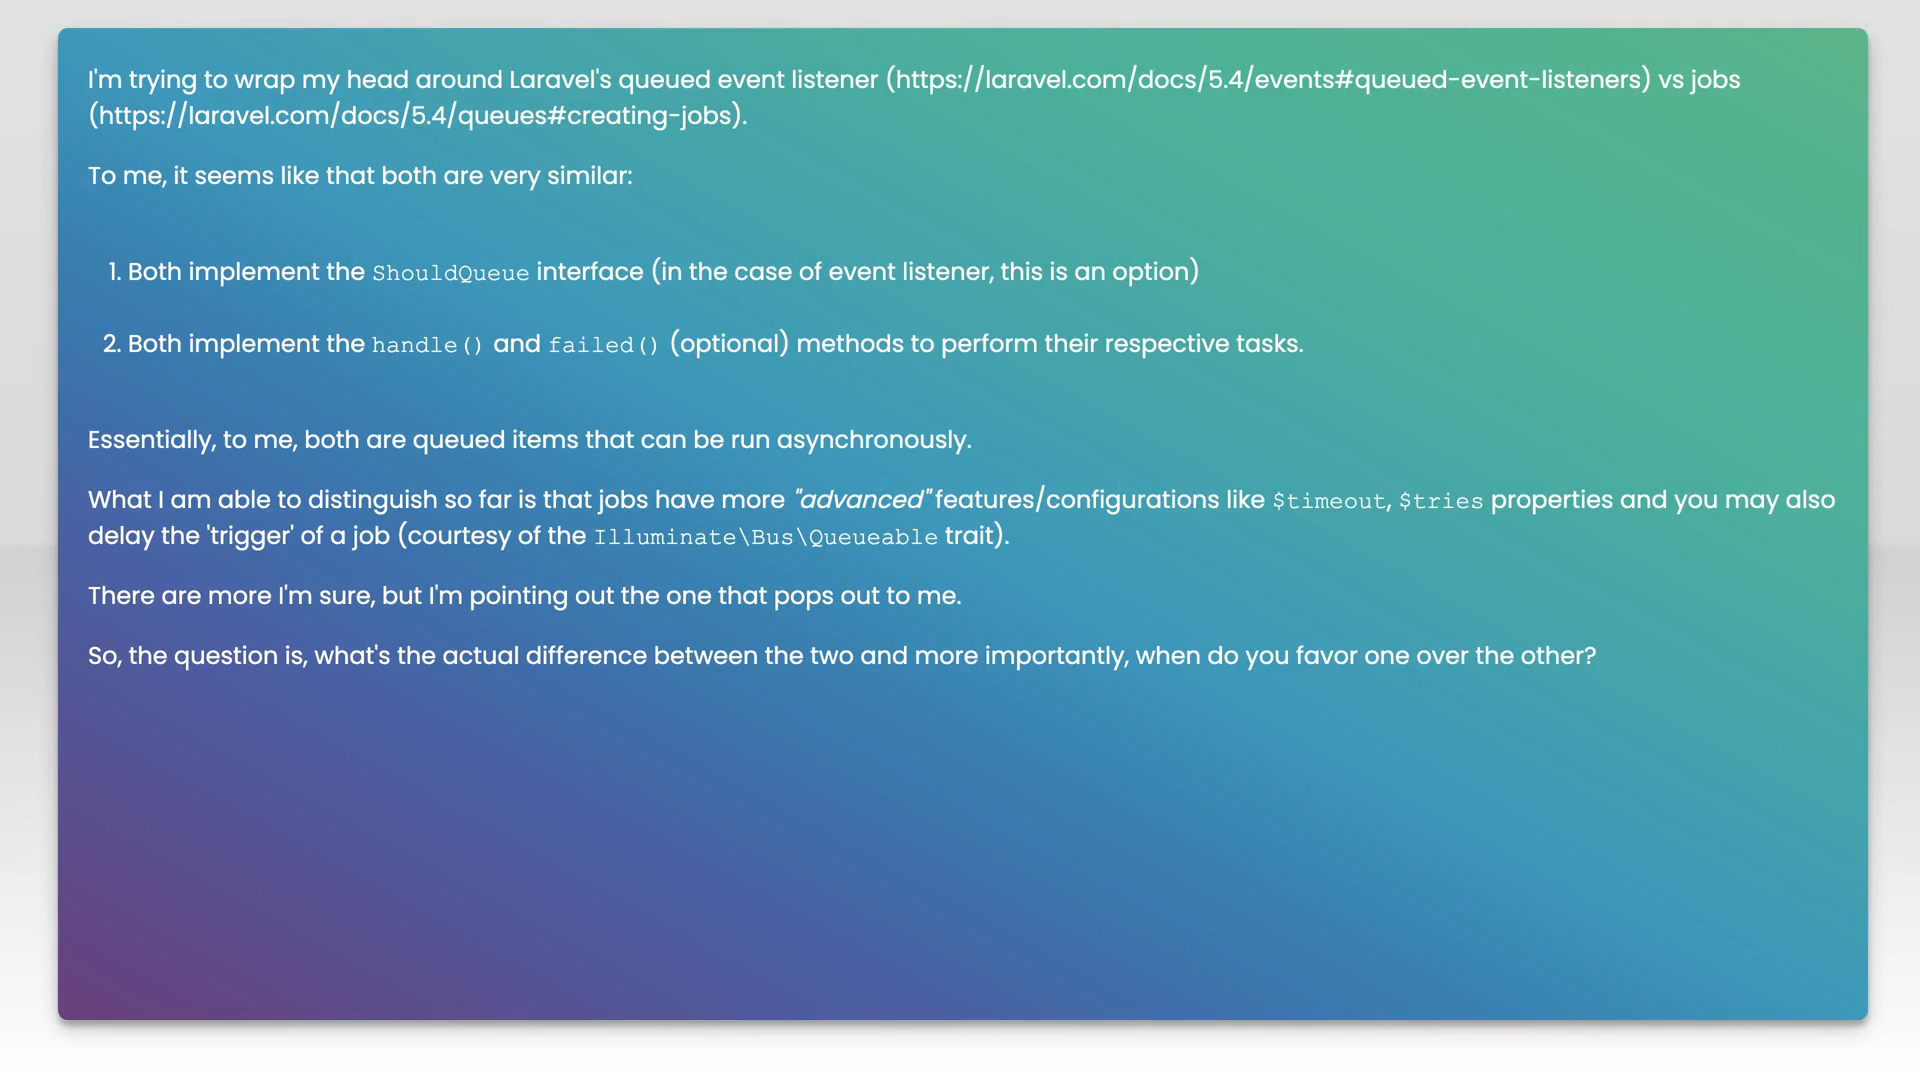 I'm trying to wrap my head around Laravel's queued event listener (https://laravel.com/docs/5.4/events#queued-event-listeners) vs jobs
(https://laravel.com/docs/5.4/queues#creating-jobs).
To me, it seems like that both are very similar:
1. Both implement the ShouldQueue interface (in the case of event listener, this is an option)
2. Both implement the handle() and failed() (optional) methods to perform their respective tasks.
Essentially, to me, both are queued items that can be run asynchronously.
What I am able to distinguish so far is that jobs have more "advanced" features/configurations like $timeout, $tries properties and you may also
delay the 'trigger' of a job (courtesy of the Illuminate\Bus\Queueable trait).
There are more I'm sure, but I'm pointing out the one that pops out to me.
So, the question is, what's the actual difference between the two and more importantly, when do you favor one over the other?